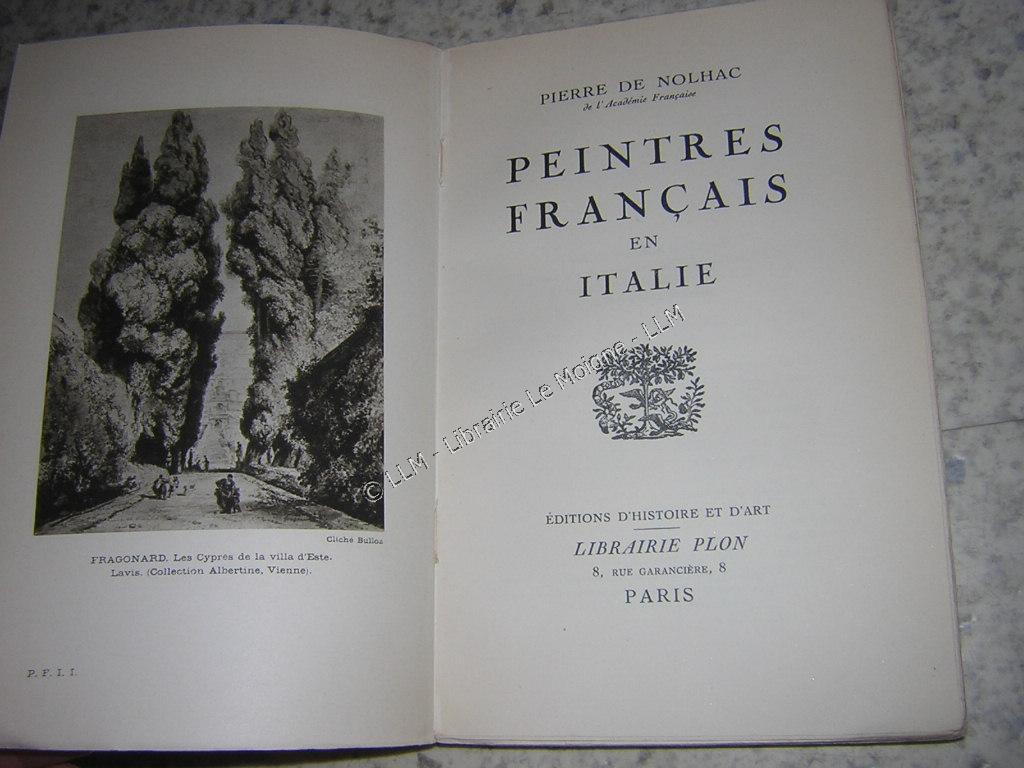 Cliché Bulloz
FRAGONARD. Les Cyprès de la villa d'Este.
Lavis. (Collection Albertine, Vienne).
P. F. I. I.
PIERRE DE NOLHAC
de l'Académie Française
PEINTRES
FRANÇAIS
EN
ITALIE
ÉDITIONS D'HISTOIRE ET D'ART
LIBRAIRIE PLON
8, RUE GARANCIÈRE, 8
PARIS
© LLM - Librairie Le Moigne - LLM